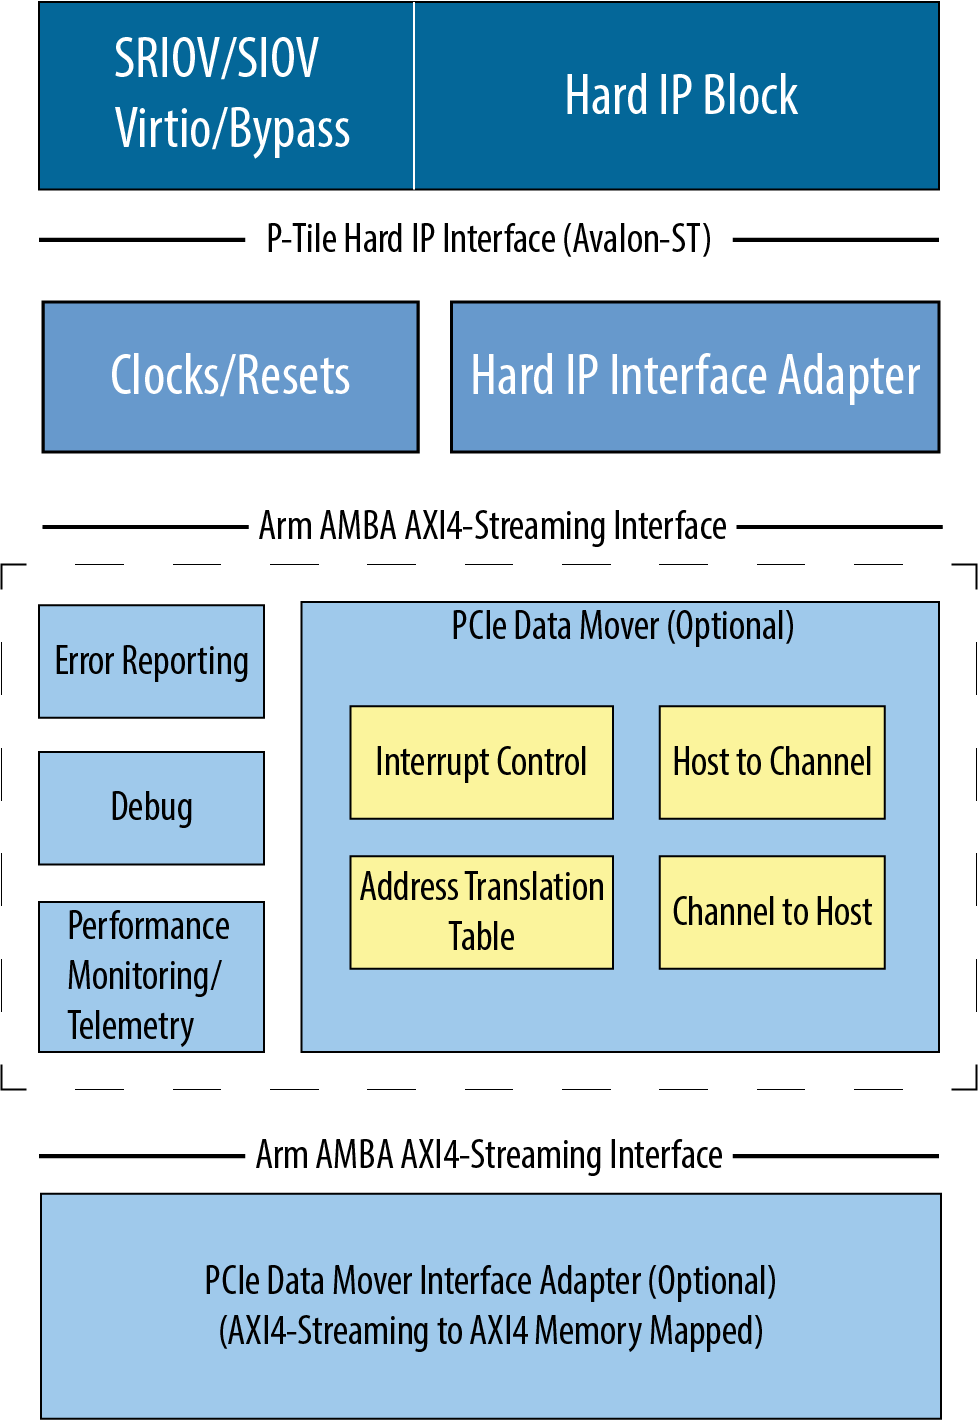 SRIOV/SIOV
Virtio/Bypass
Hard IP Block
P-Tile Hard IP Interface (Avalon-ST)
Clocks/Resets
Hard IP Interface Adapter
Arm AMBA AXI4-Streaming Interface
Error Reporting
Debug
Performance
Monitoring/
Telemetry
PCIe Data Mover (Optional)
Interrupt Control
Host to Channel
Address Translation
Table
Channel to Host
Arm AMBA AXI4-Streaming Interface
PCIe Data Mover Interface Adapter (Optional)
(AXI4-Streaming to AXI4 Memory Mapped)